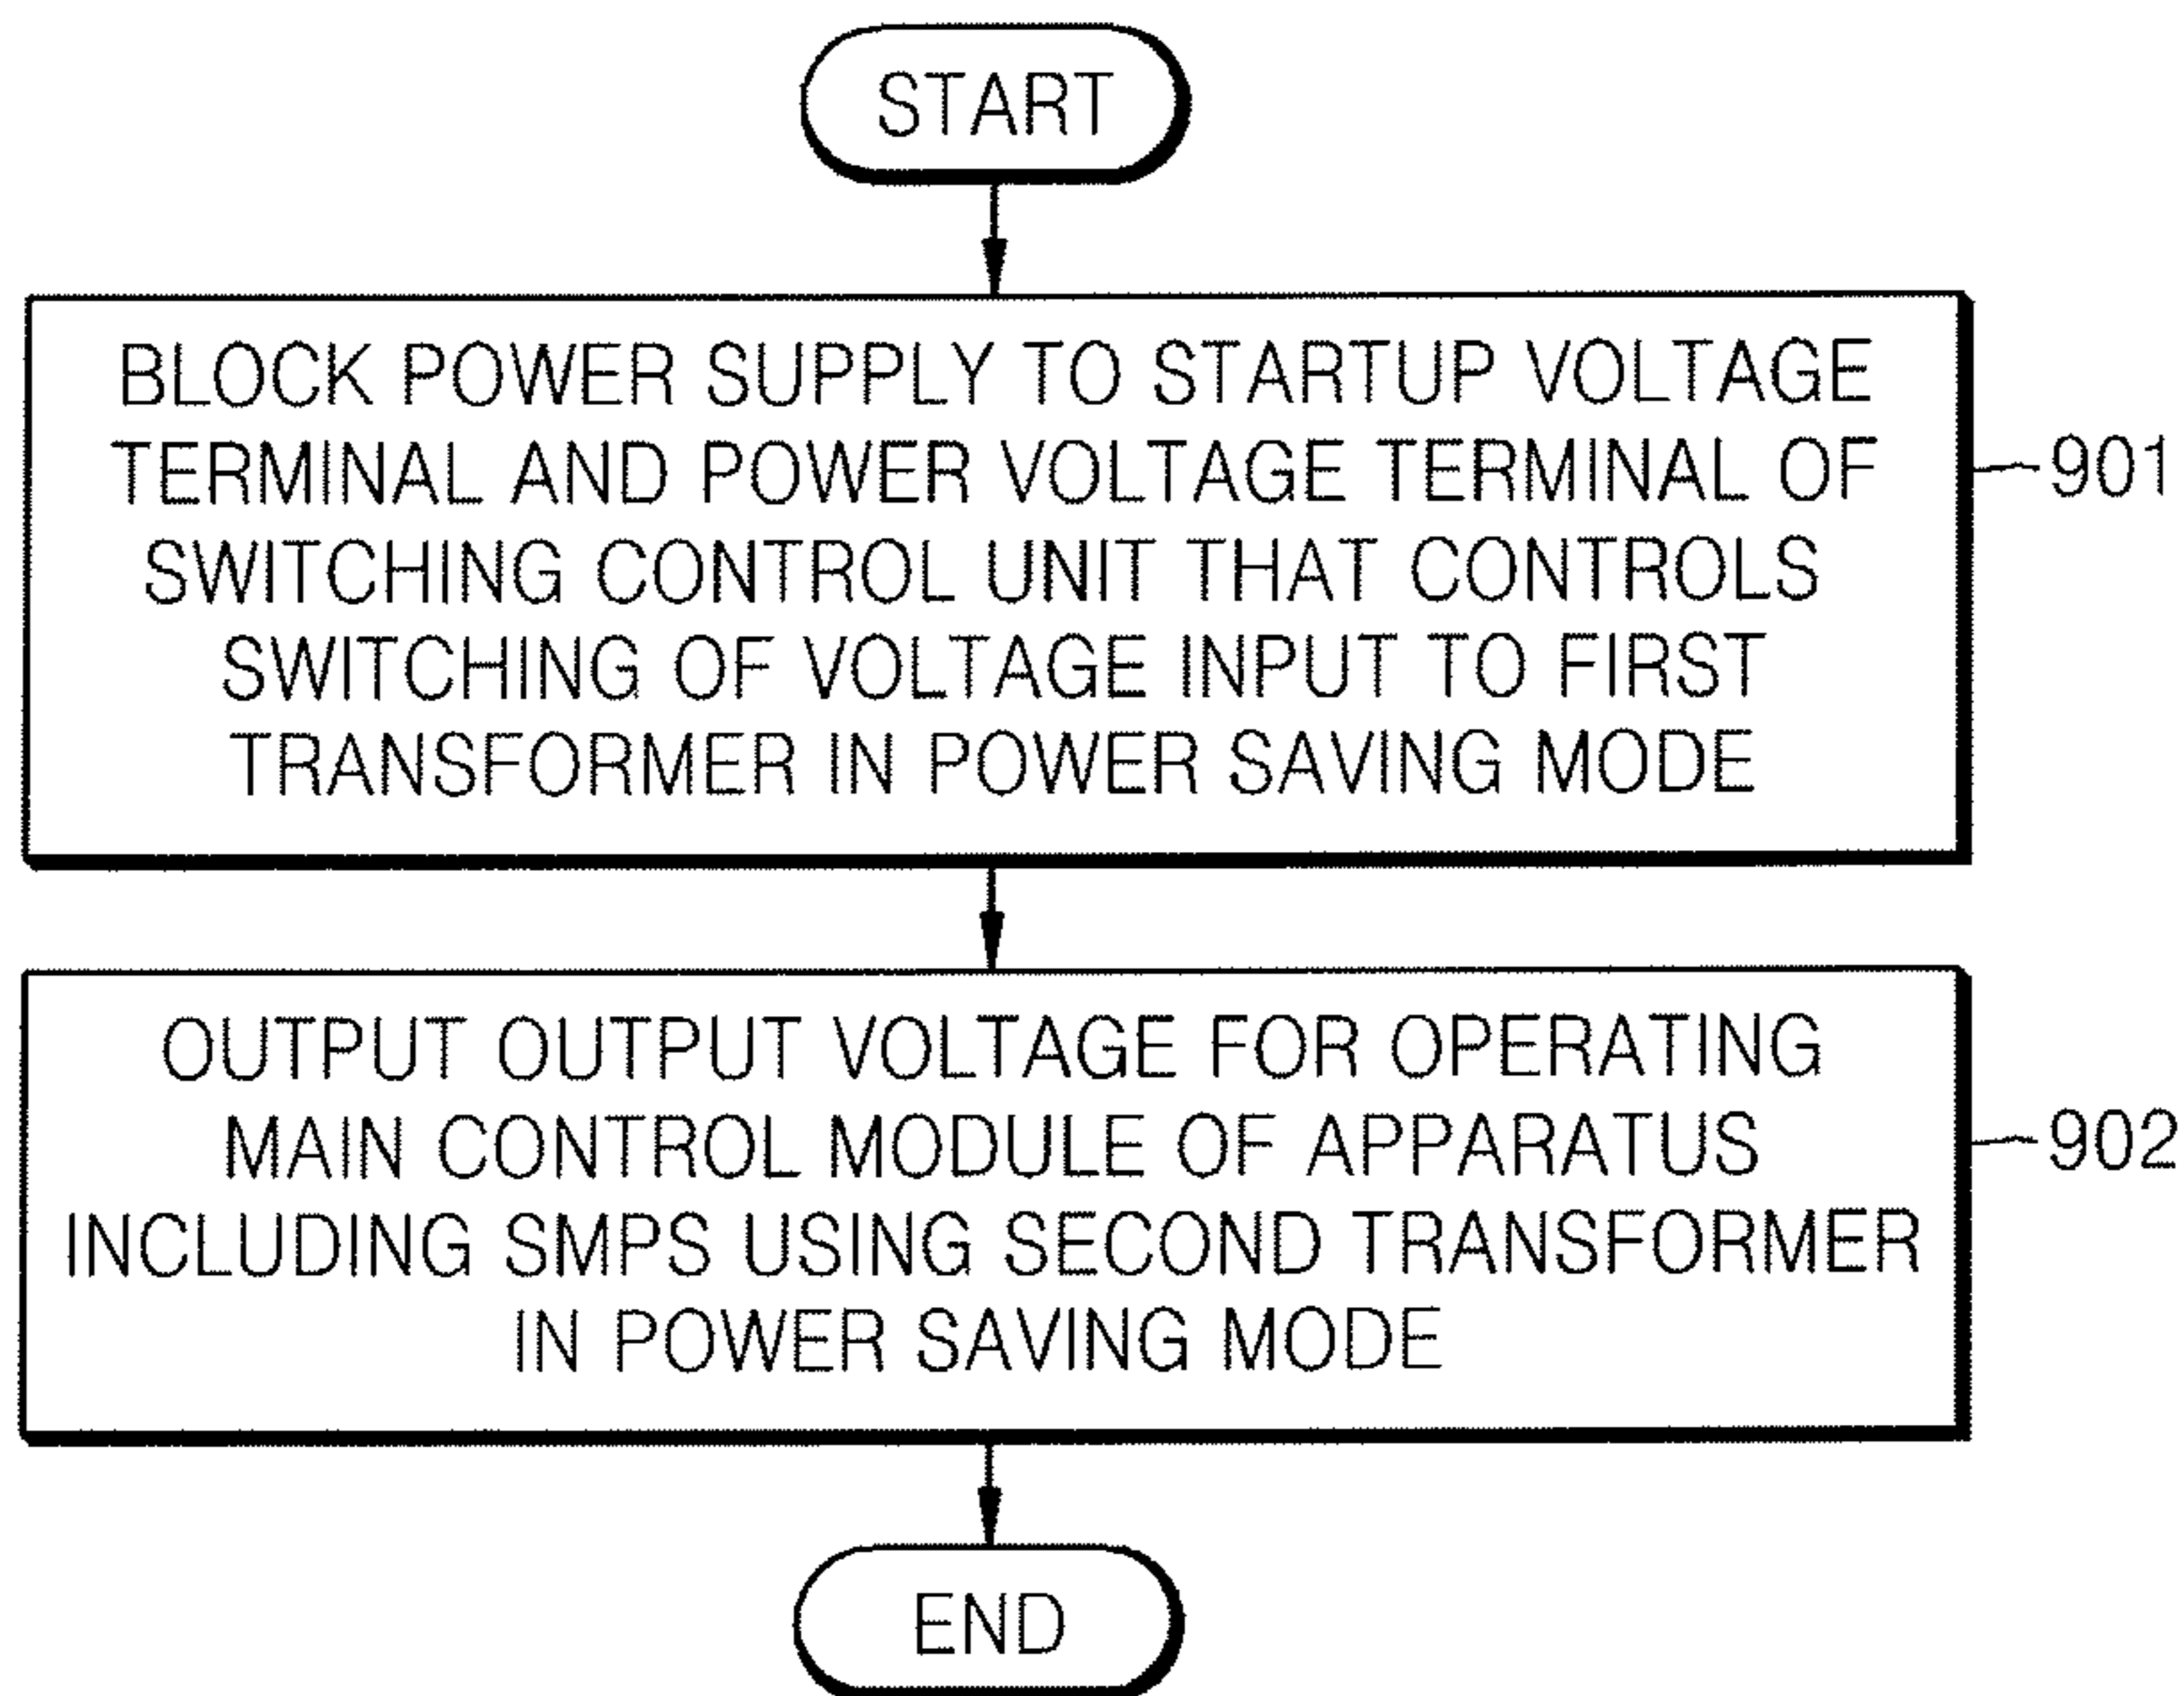 START
BLOCK POWER SUPPLY TO STARTUP VOLTAGE
TERMINAL AND POWER VOLTAGE TERMINAL OF
SWITCHING CONTROL UNIT THAT CONTROLS
SWITCHING OF VOLTAGE INPUT TO FIRST
TRANSFORMER IN POWER SAVING MODE
901
OUTPUT OUTPUT VOLTAGE FOR OPERATING
MAIN CONTROL MODULE OF APPARATUS
INCLUDING SMPS USING SECOND TRANSFORMER
IN POWER SAVING MODE
902
END